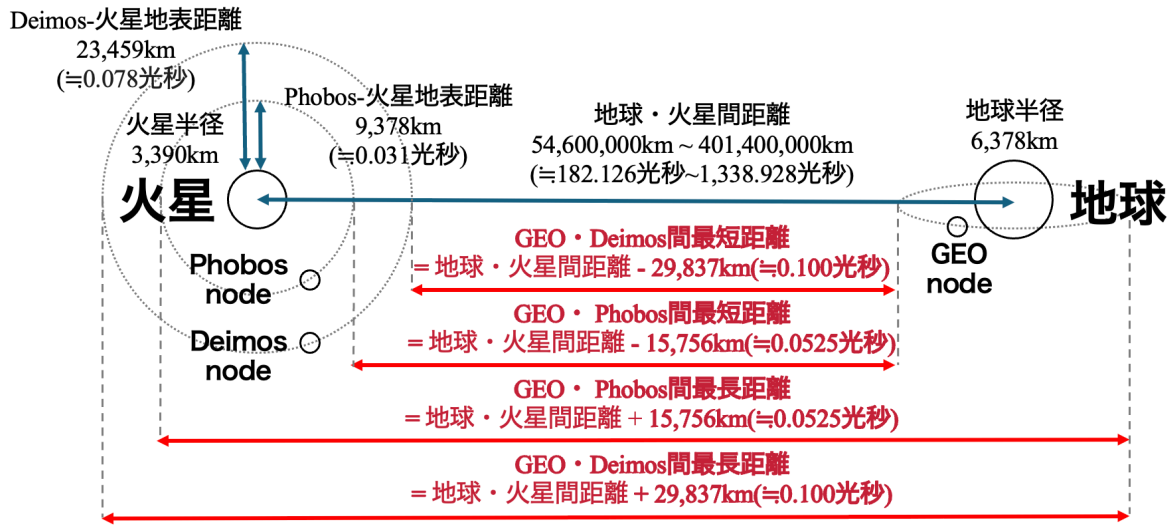 Deimos-火星地表距離
23,459km
(≒0.078光秒)
Phobos-火星地表距離
9,378km
(≒0.031光秒)
火星半径
3,390km
地球・火星間距離
54,600,000km ~ 401,400,000km
(≒182.126光秒~1,338.928光秒)
地球半径
6,378km
火星
地球
Phobos
node
Deimos
node
GEO
node
GEO・Deimos間最短距離
= 地球・火星間距離 - 29,837km(≒0.100光秒)
GEO・Phobos間最短距離
= 地球・火星間距離 - 15,756km(≒0.0525光秒)
GEO・ Phobos間最長距離
= 地球・火星間距離 + 15,756km(≒0.0525光秒)
GEO・Deimos間最長距離
= 地球・火星間距離 + 29,837km(≒0.100光秒)